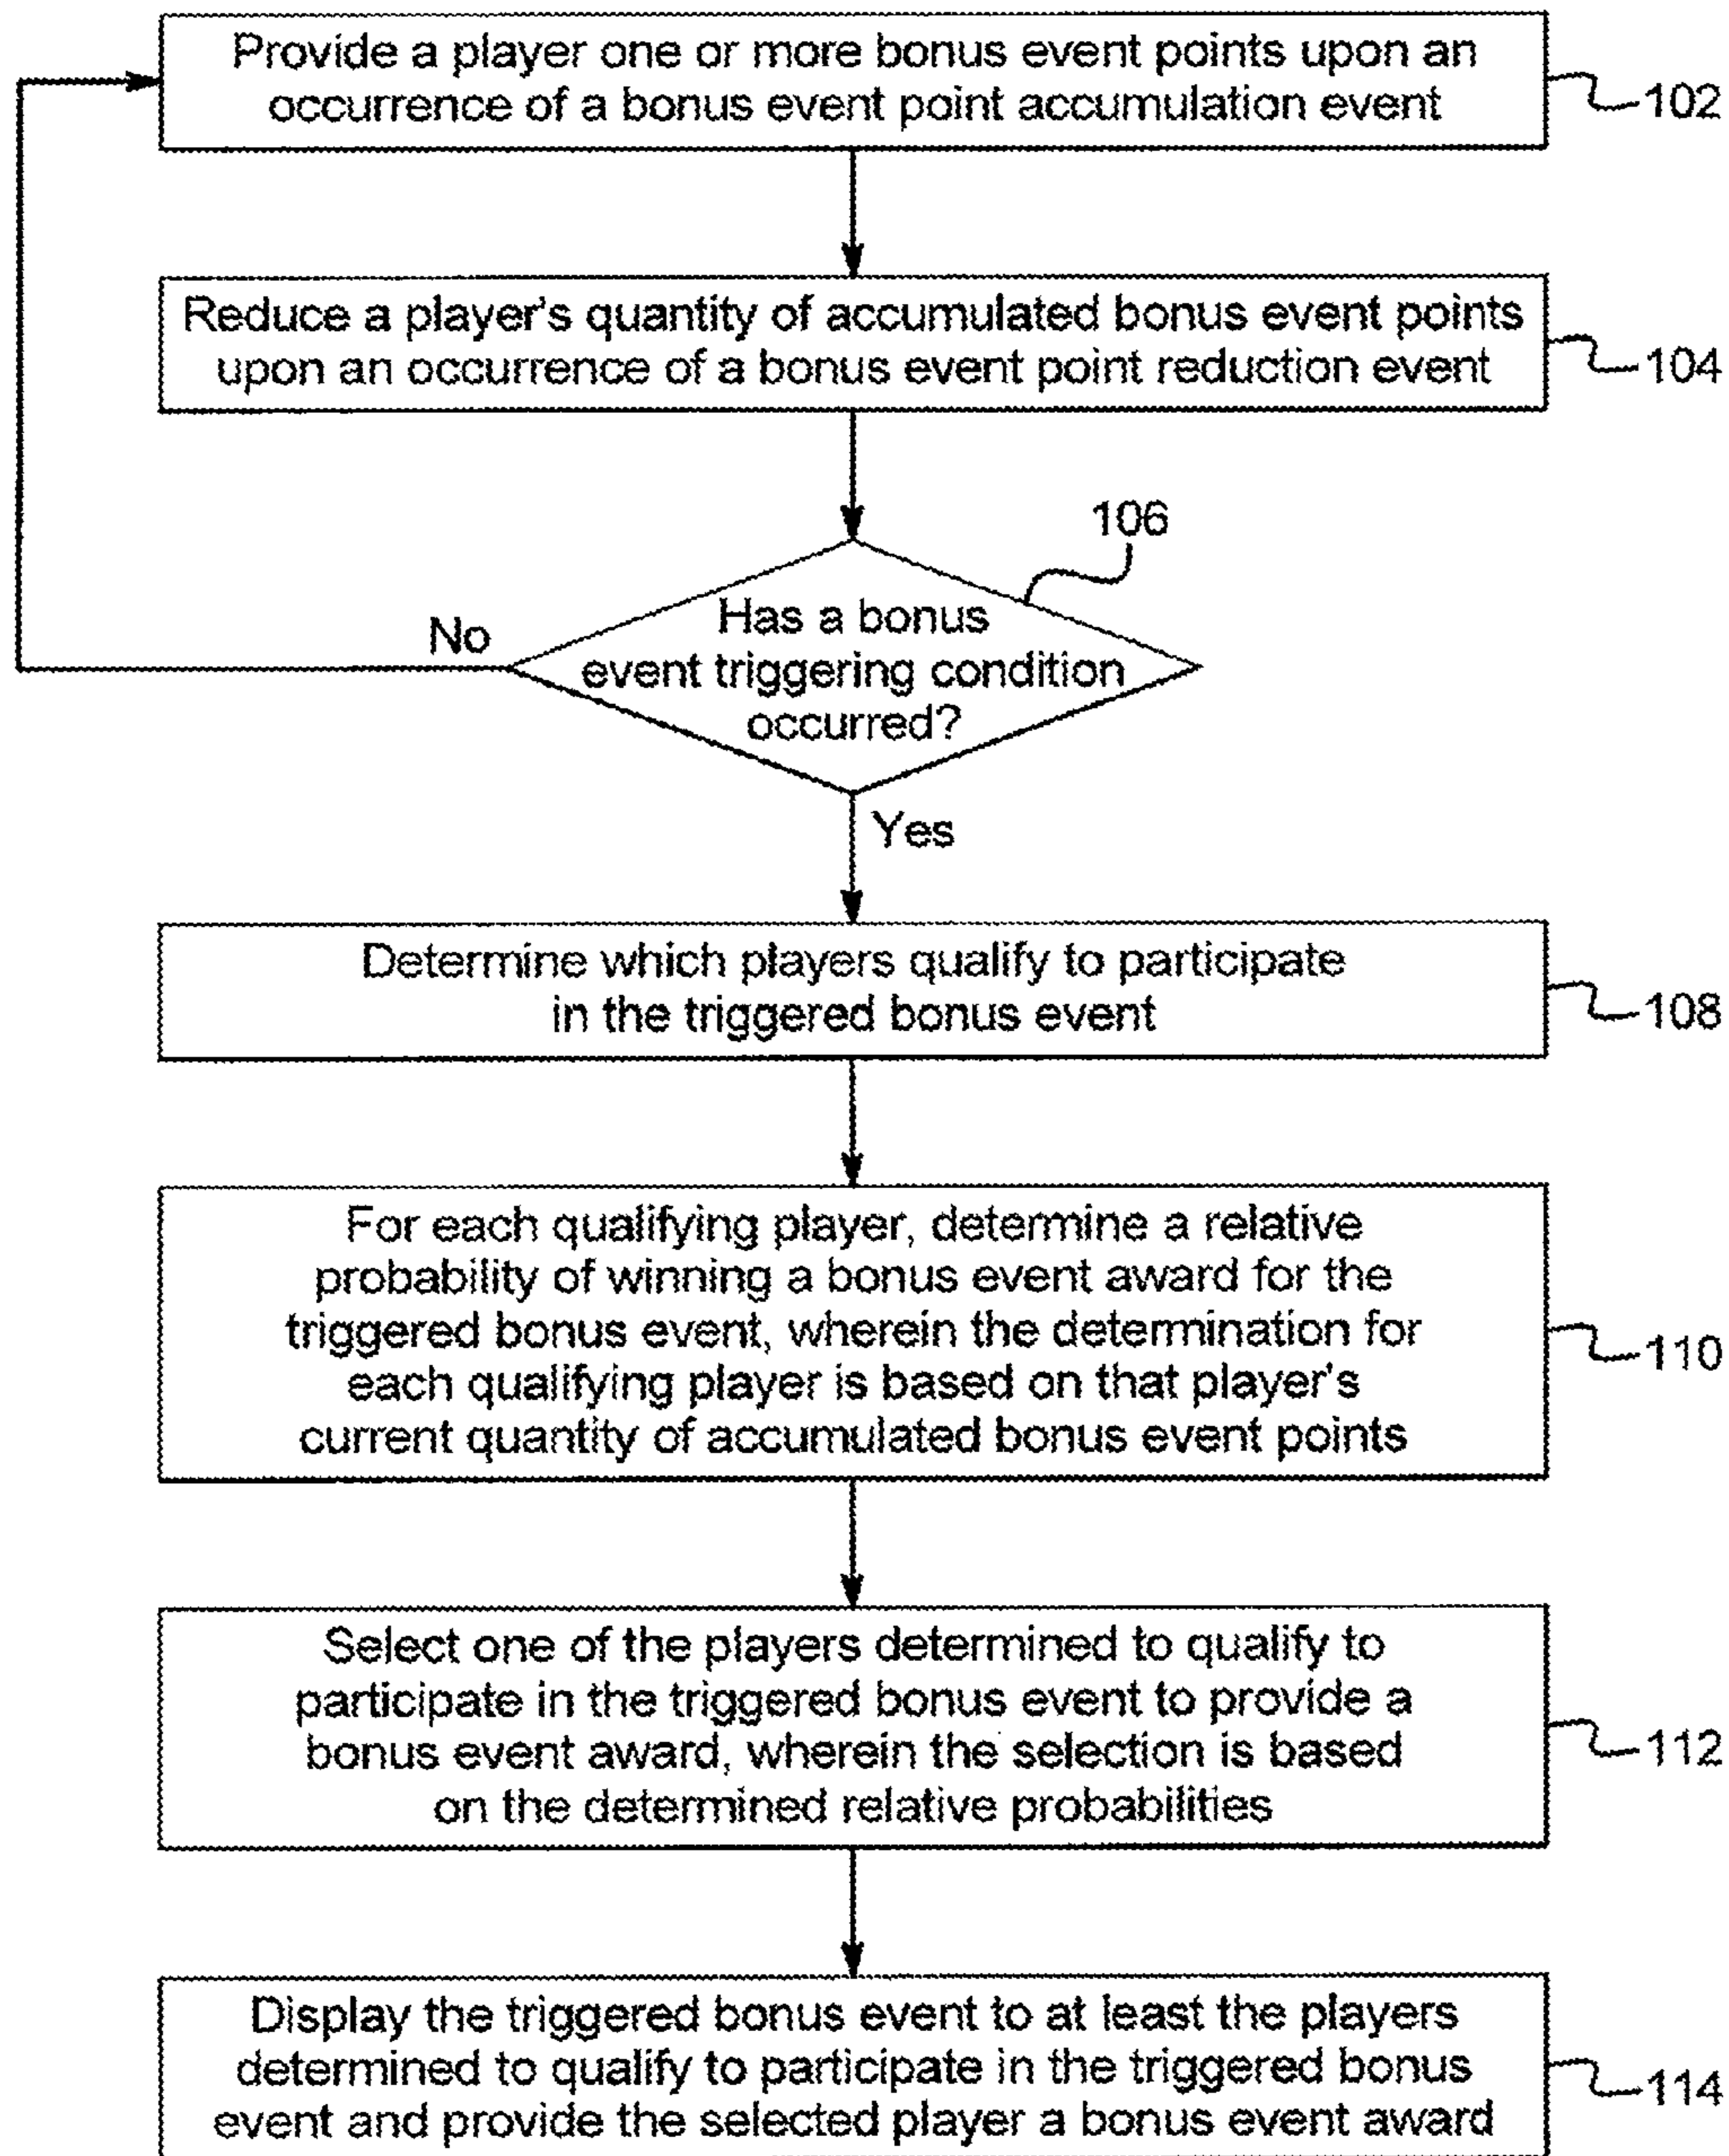 Provide a player one or more bonus event points upon an
occurrence of a bonus event point accumulation event
102
Reduce a player's quantity of accumulated bonus event points
upon an occurrence of a bonus event point reduction event
104
106
Has a bonus
event triggering condition
occurred?
No
Yes
Determine which players qualify to participate
in the triggered bonus event
108
For each qualifying player, determine a relative
probability of winning a bonus event award for the
triggered bonus event, wherein the determination for
each qualifying player is based on that player's
current quantity of accumulated bonus event points
110
Select one of the players determined to qualify to
participate in the triggered bonus event to provide a
bonus event award, wherein the selection is based
on the determined relative probabilities
112
Display the triggered bonus event to at least the players
determined to qualify to participate in the triggered bonus
event and provide the selected player a bonus event award
114